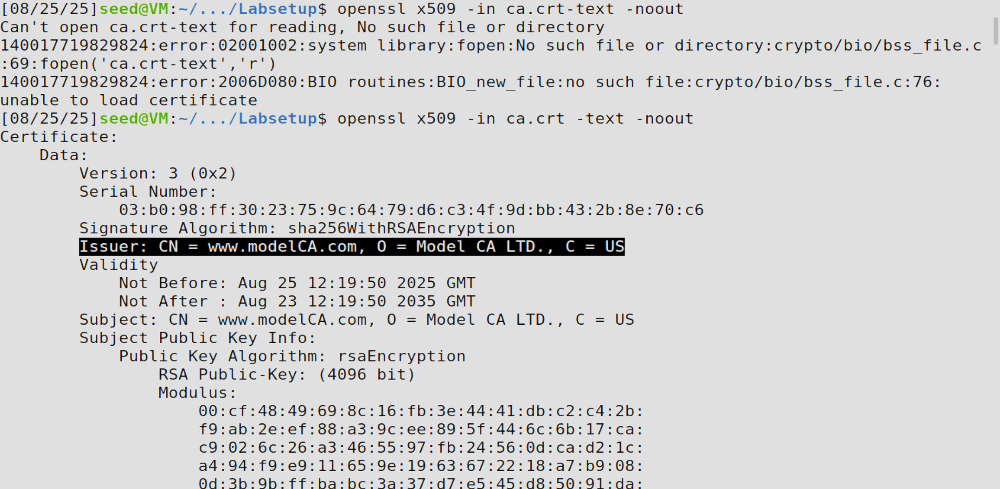 [08/25/25]seed@VM:~/.../Labsetup$ openssl x509 -in ca.crt-text -noout
Can't open ca.crt-text for reading, No such file or directory
140017719829824:error:02001002:system library:fopen:No such file or directory:crypto/bio/bss_file.c
:69:fopen('ca.crt-text','r')
140017719829824:error:2006D080:BIO routines:BIO_new_file:no such file:crypto/bio/bss_file.c:76:
unable to load certificate
[08/25/25]seed@VM:~/.../Labsetup$ openssl x509 -in ca.crt -text -noout
Certificate:
    Data:
        Version: 3 (0x2)
        Serial Number:
            03:b0:98:ff:30:23:75:9c:64:79:d6:c3:4f:9d:bb:43:2b:8e:70:c6
        Signature Algorithm: sha256WithRSAEncryption
        Issuer: CN = www.modelCA.com, O = Model CA LTD., C = US
        Validity
            Not Before: Aug 25 12:19:50 2025 GMT
            Not After : Aug 23 12:19:50 2035 GMT
        Subject: CN = www.modelCA.com, O = Model CA LTD., C = US
        Subject Public Key Info:
            Public Key Algorithm: rsaEncryption
                RSA Public-Key: (4096 bit)
                Modulus:
                    00:cf:48:49:69:8c:16:fb:3e:44:41:db:c2:c4:2b:
                    f9:ab:2e:ef:88:a3:9c:ee:89:5f:44:6c:6b:17:ca:
                    c9:02:6c:26:a3:46:55:97:fb:24:56:0d:ca:d2:1c:
                    a4:94:f9:e9:11:65:9e:19:63:67:22:18:a7:b9:08:
                    0d:3b:9b:ff:ba:bc:3a:37:d7:e5:45:d8:50:91:da: